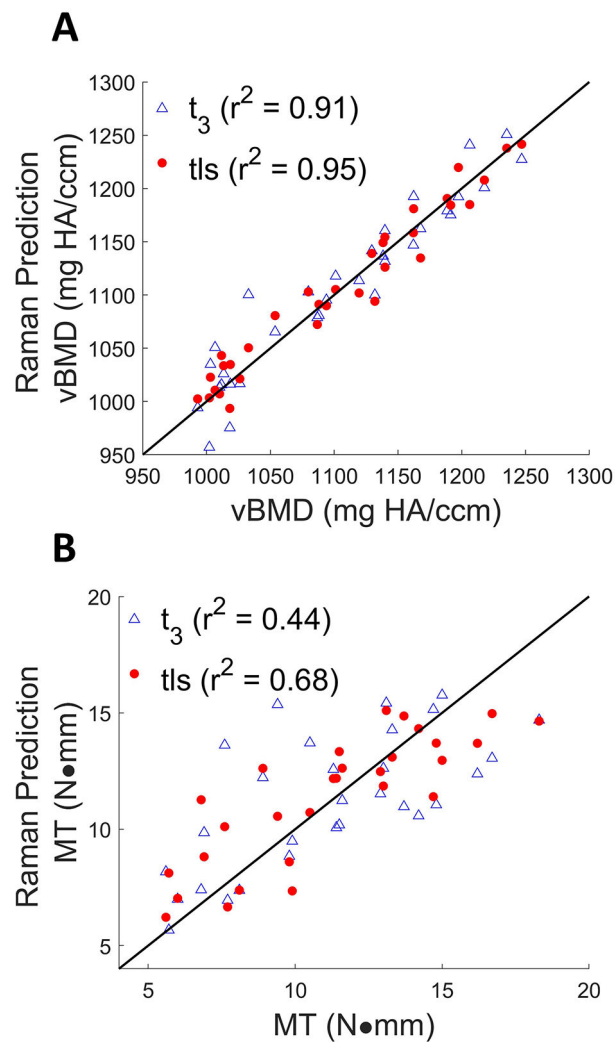 A
1300
1250
1200
1150
1100
1050
1000
950
Raman Prediction
vBMD (mg HA/ccm)
t₃ (r² = 0.91)
tls (r² = 0.95)
950 1000 1050 1100 1150 1200 1250 1300
vBMD (mg HA/ccm)
B
20
15
10
5
Raman Prediction
MT (N●mm)
t₃ (r² = 0.44)
tls (r² = 0.68)
5 10 15 20
MT (N●mm)